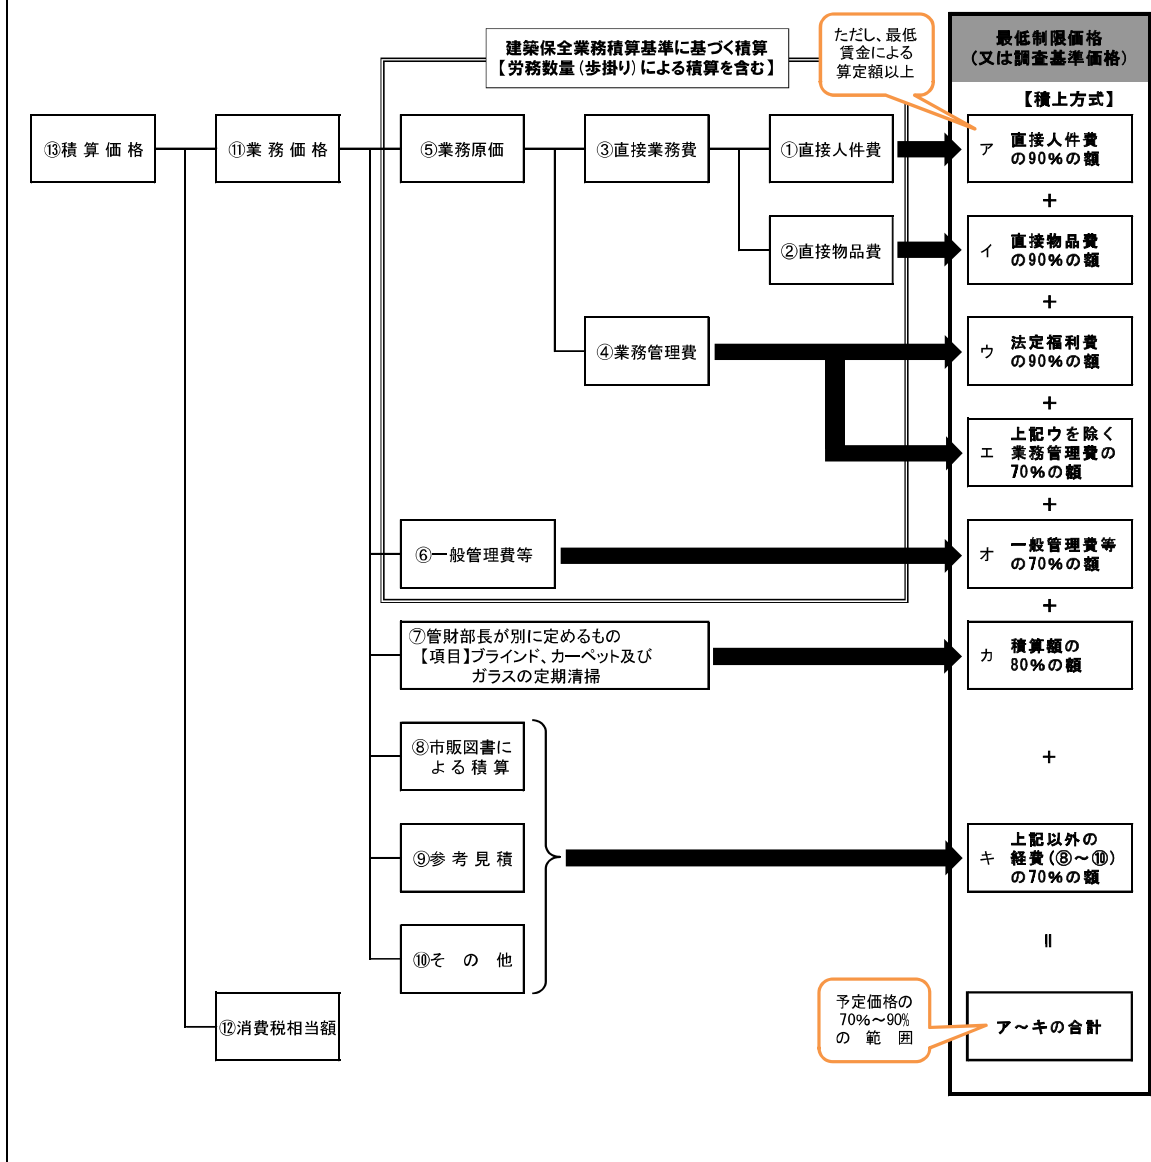 建築保全業務積算基準に基づく積算
【労務数量(歩掛り)による積算を含む】
ただし、最低
賃金による
算定額以上
最低制限価格
(又は調査基準価格)
【積上方式】
⑬積算価格
⑪業務価格
⑤業務原価
③直接業務費
①直接人件費
ア 直接人件費
の90%の額
+
②直接物品費
イ 直接物品費
の90%の額
+
④業務管理費
ウ 法定福利費
の90%の額
+
上記ウを除く
エ 業務管理費の
70%の額
+
⑥一般管理費等
オ 一般管理費等
の70%の額
+
⑦管財部長が別に定めるもの
【項目】ブラインド、カーペット及び
ガラスの定期清掃
カ 積算額の
80%の額
⑧市販図書に
よる積算
+
⑨参考見積
上記以外の
キ 経費(⑧~⑩)
の70%の額
⑩その他
=
⑫消費税相当額
予定価格の
70%~90%
の範囲
ア~キの合計